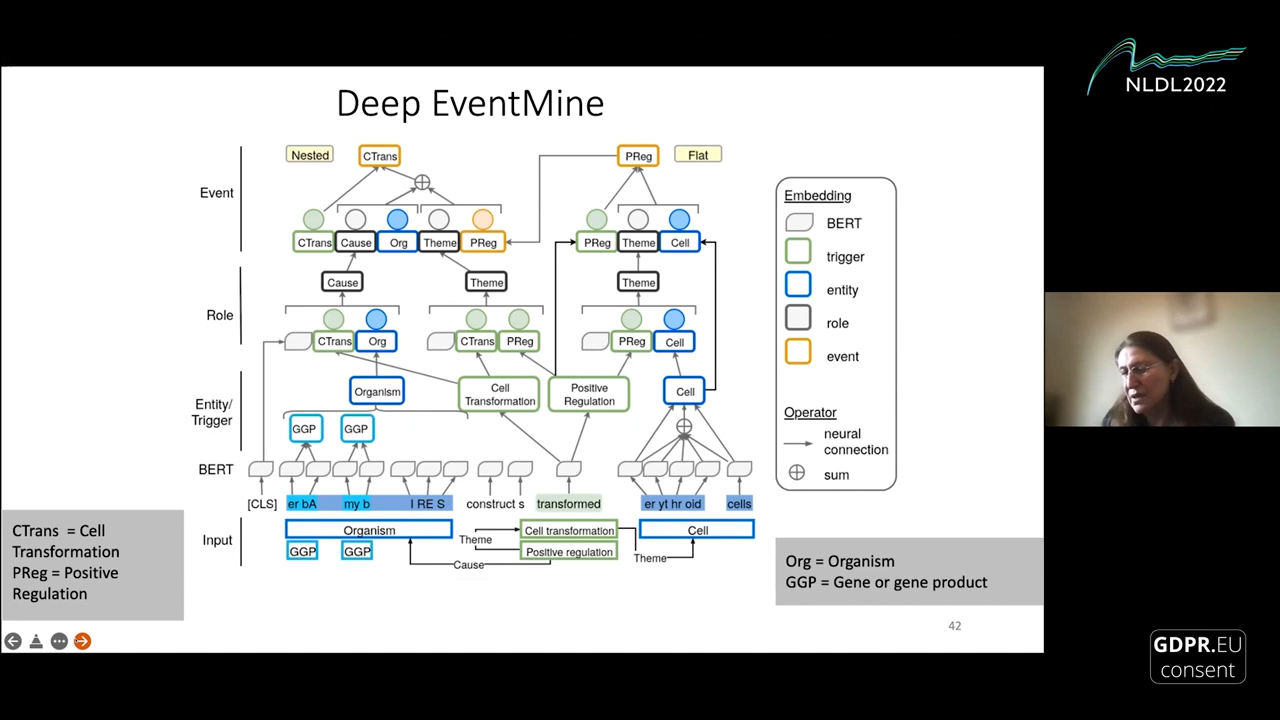 NLDL2022
Deep EventMine
Nested
CTrans
PReg
Flat
Event
CTrans
Cause
Org
Theme
PReg
PReg
Theme
Cell
Cause
Theme
Theme
Role
CTrans
Org
CTrans
PReg
PReg
Cell
Entity/
Trigger
Organism
Cell
Transformation
Positive
Regulation
Cell
GGP
GGP
BERT
[CLS]
er bA
my b
I RE S
construct s
transformed
er yt hr oid
cells
Input
Organism
Cell transformation
Cell
GGP
GGP
Theme
Positive regulation
Theme
Cause
Embedding
BERT
trigger
entity
role
event
Operator
neural
connection
sum
CTrans = Cell
Transformation
PReg = Positive
Regulation
Org = Organism
GGP = Gene or gene product
42
GDPR.EU
consent